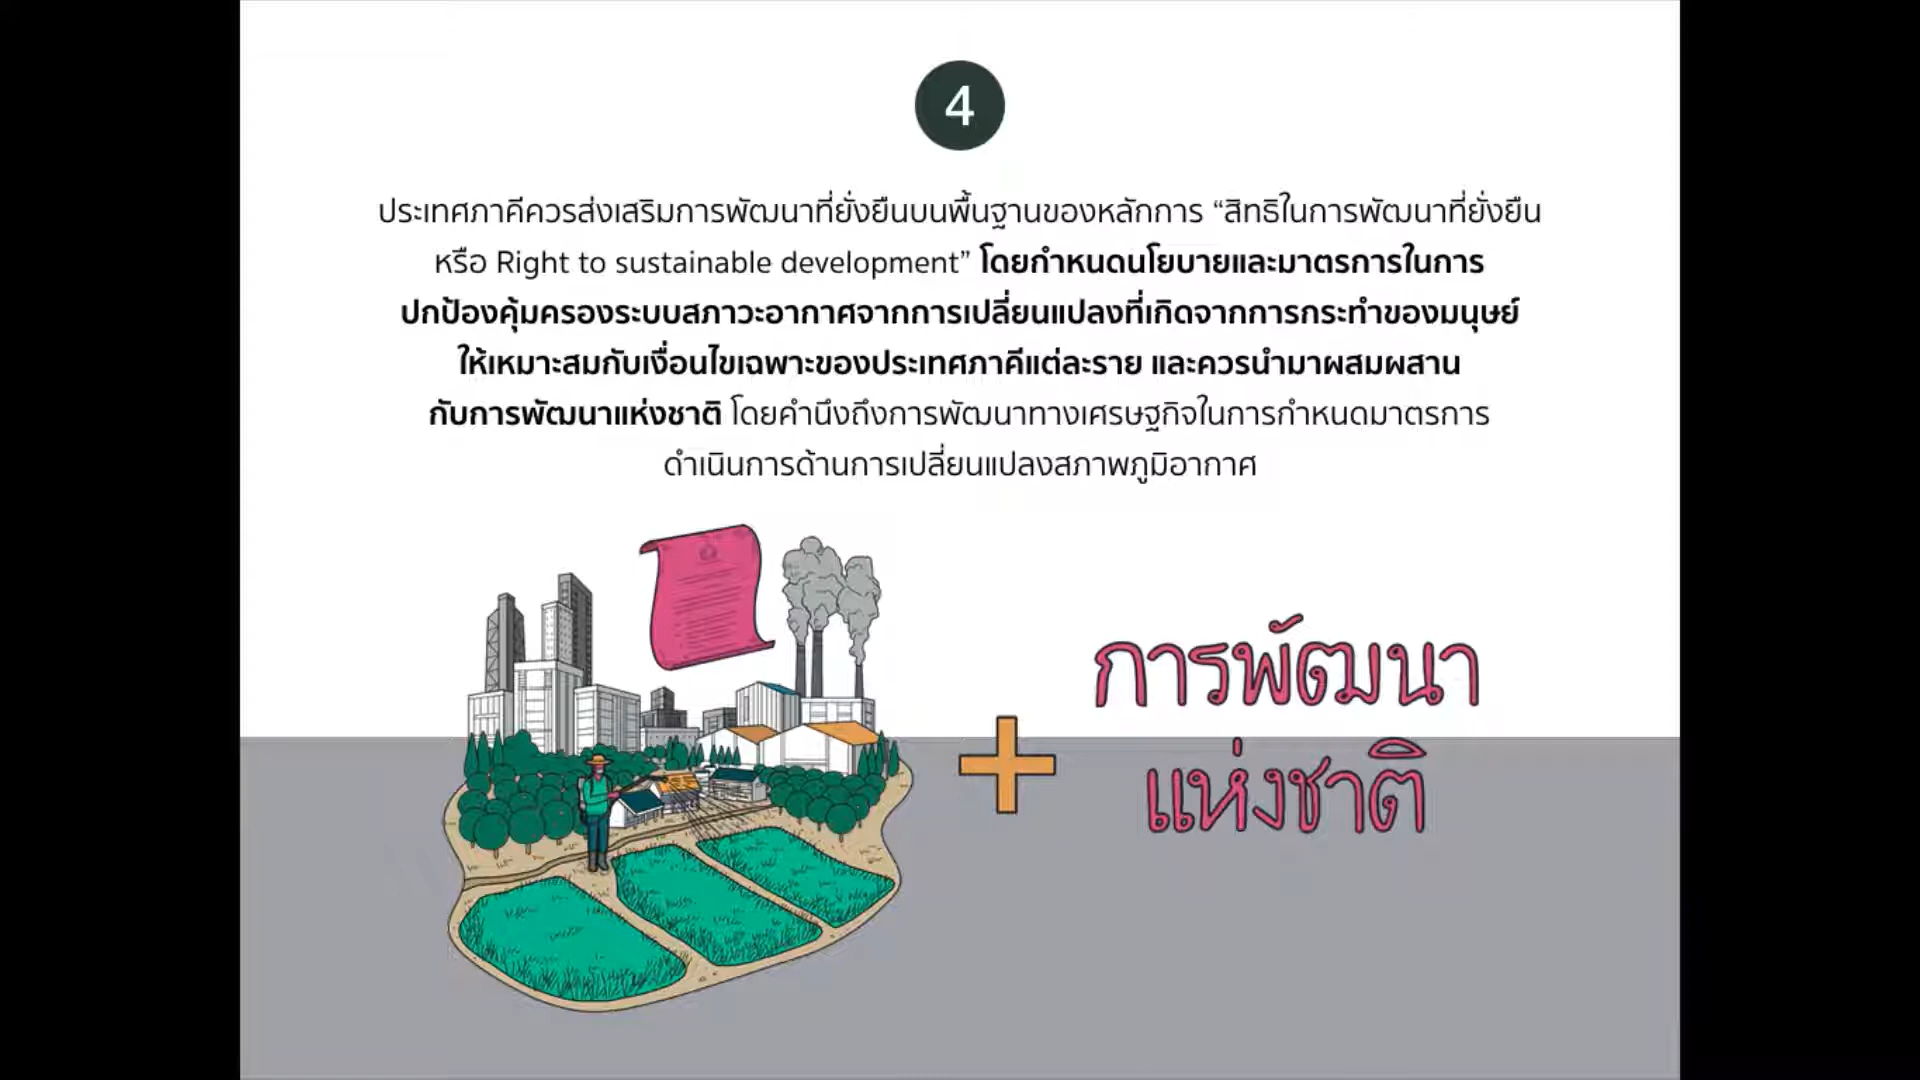 4
ประเทศภาคีควรส่งเสริมการพัฒนาที่ยั่งยืนบนพื้นฐานของหลักการ “สิทธิในการพัฒนาที่ยั่งยืน
หรือ Right to sustainable development” โดยกำหนดนโยบายและมาตรการในการ
ปกป้องคุ้มครองระบบสภาวะอากาศจากการเปลี่ยนแปลงที่เกิดจากการกระทำของมนุษย์
ให้เหมาะสมกับเงื่อนไขเฉพาะของประเทศภาคีแต่ละราย และควรนำมาผสมผสาน
กับการพัฒนาแห่งชาติ โดยคำนึงถึงการพัฒนาทางเศรษฐกิจในการกำหนดมาตรการ
ดำเนินการด้านการเปลี่ยนแปลงสภาพภูมิอากาศ
การพัฒนา
แห่งชาติ